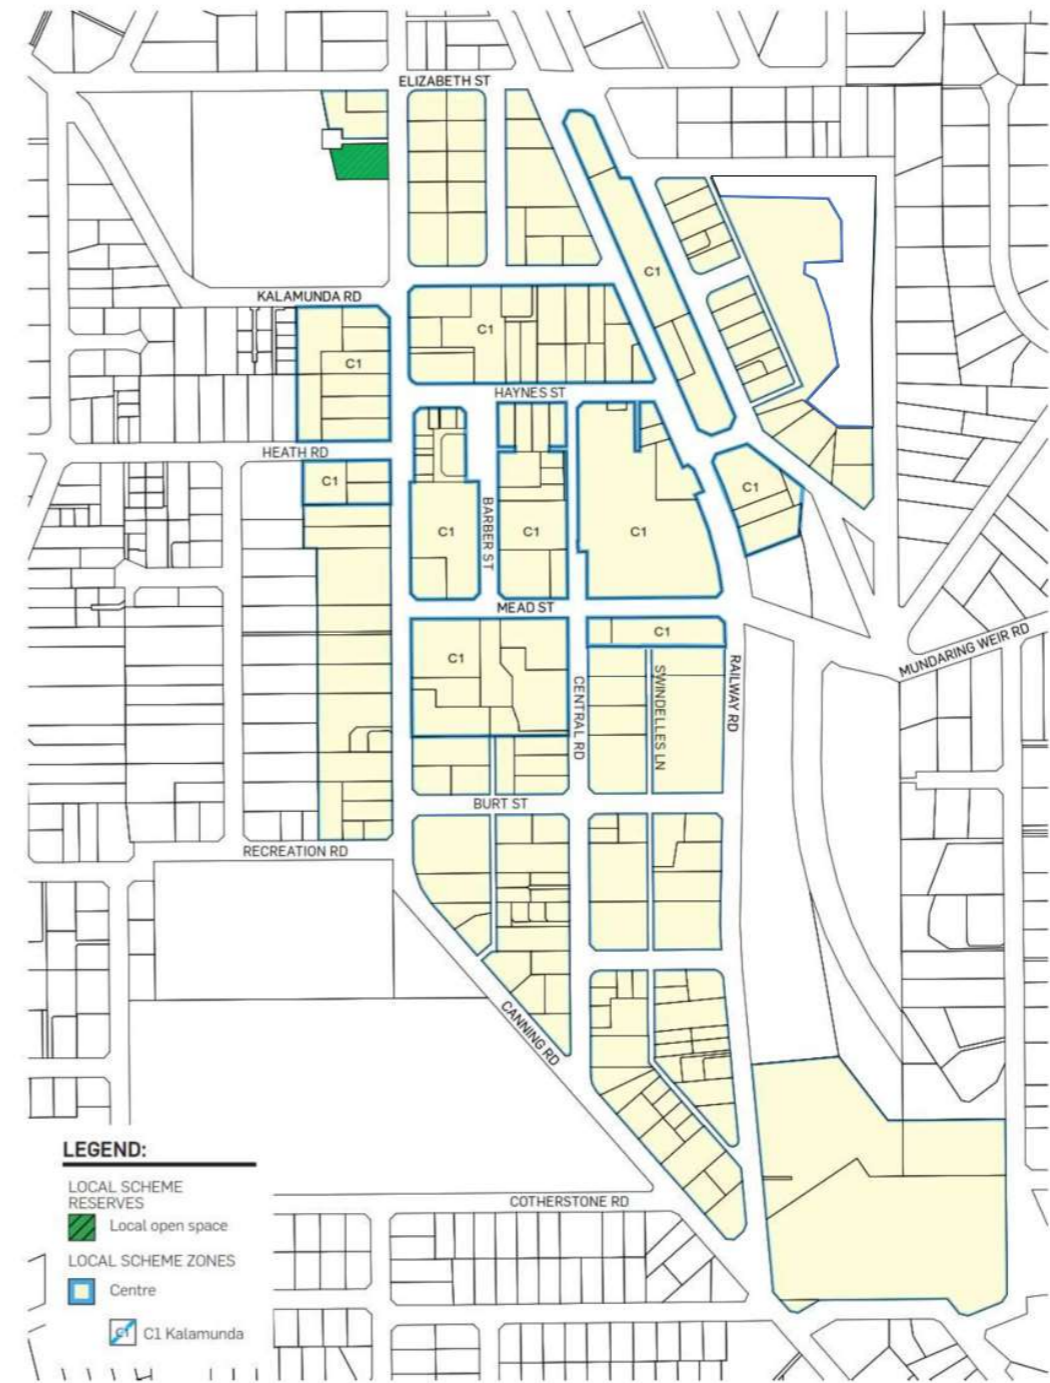 ELIZABETH ST
C1
KALAMUNDA RD
C1
C1
HAYNES ST
HEATH RD
C1
C1
BARBER ST
C1
C1
C1
MEAD ST
C1
C1
MUNDARING WEIR RD
CENTRAL RD
SWINDELLES LN
RAILWAY RD
BURT ST
RECREATION RD
CANNING RD
COTHERSTONE RD
LEGEND:
LOCAL SCHEME
RESERVES
Local open space
LOCAL SCHEME ZONES
Centre
C1 C1 Kalamunda